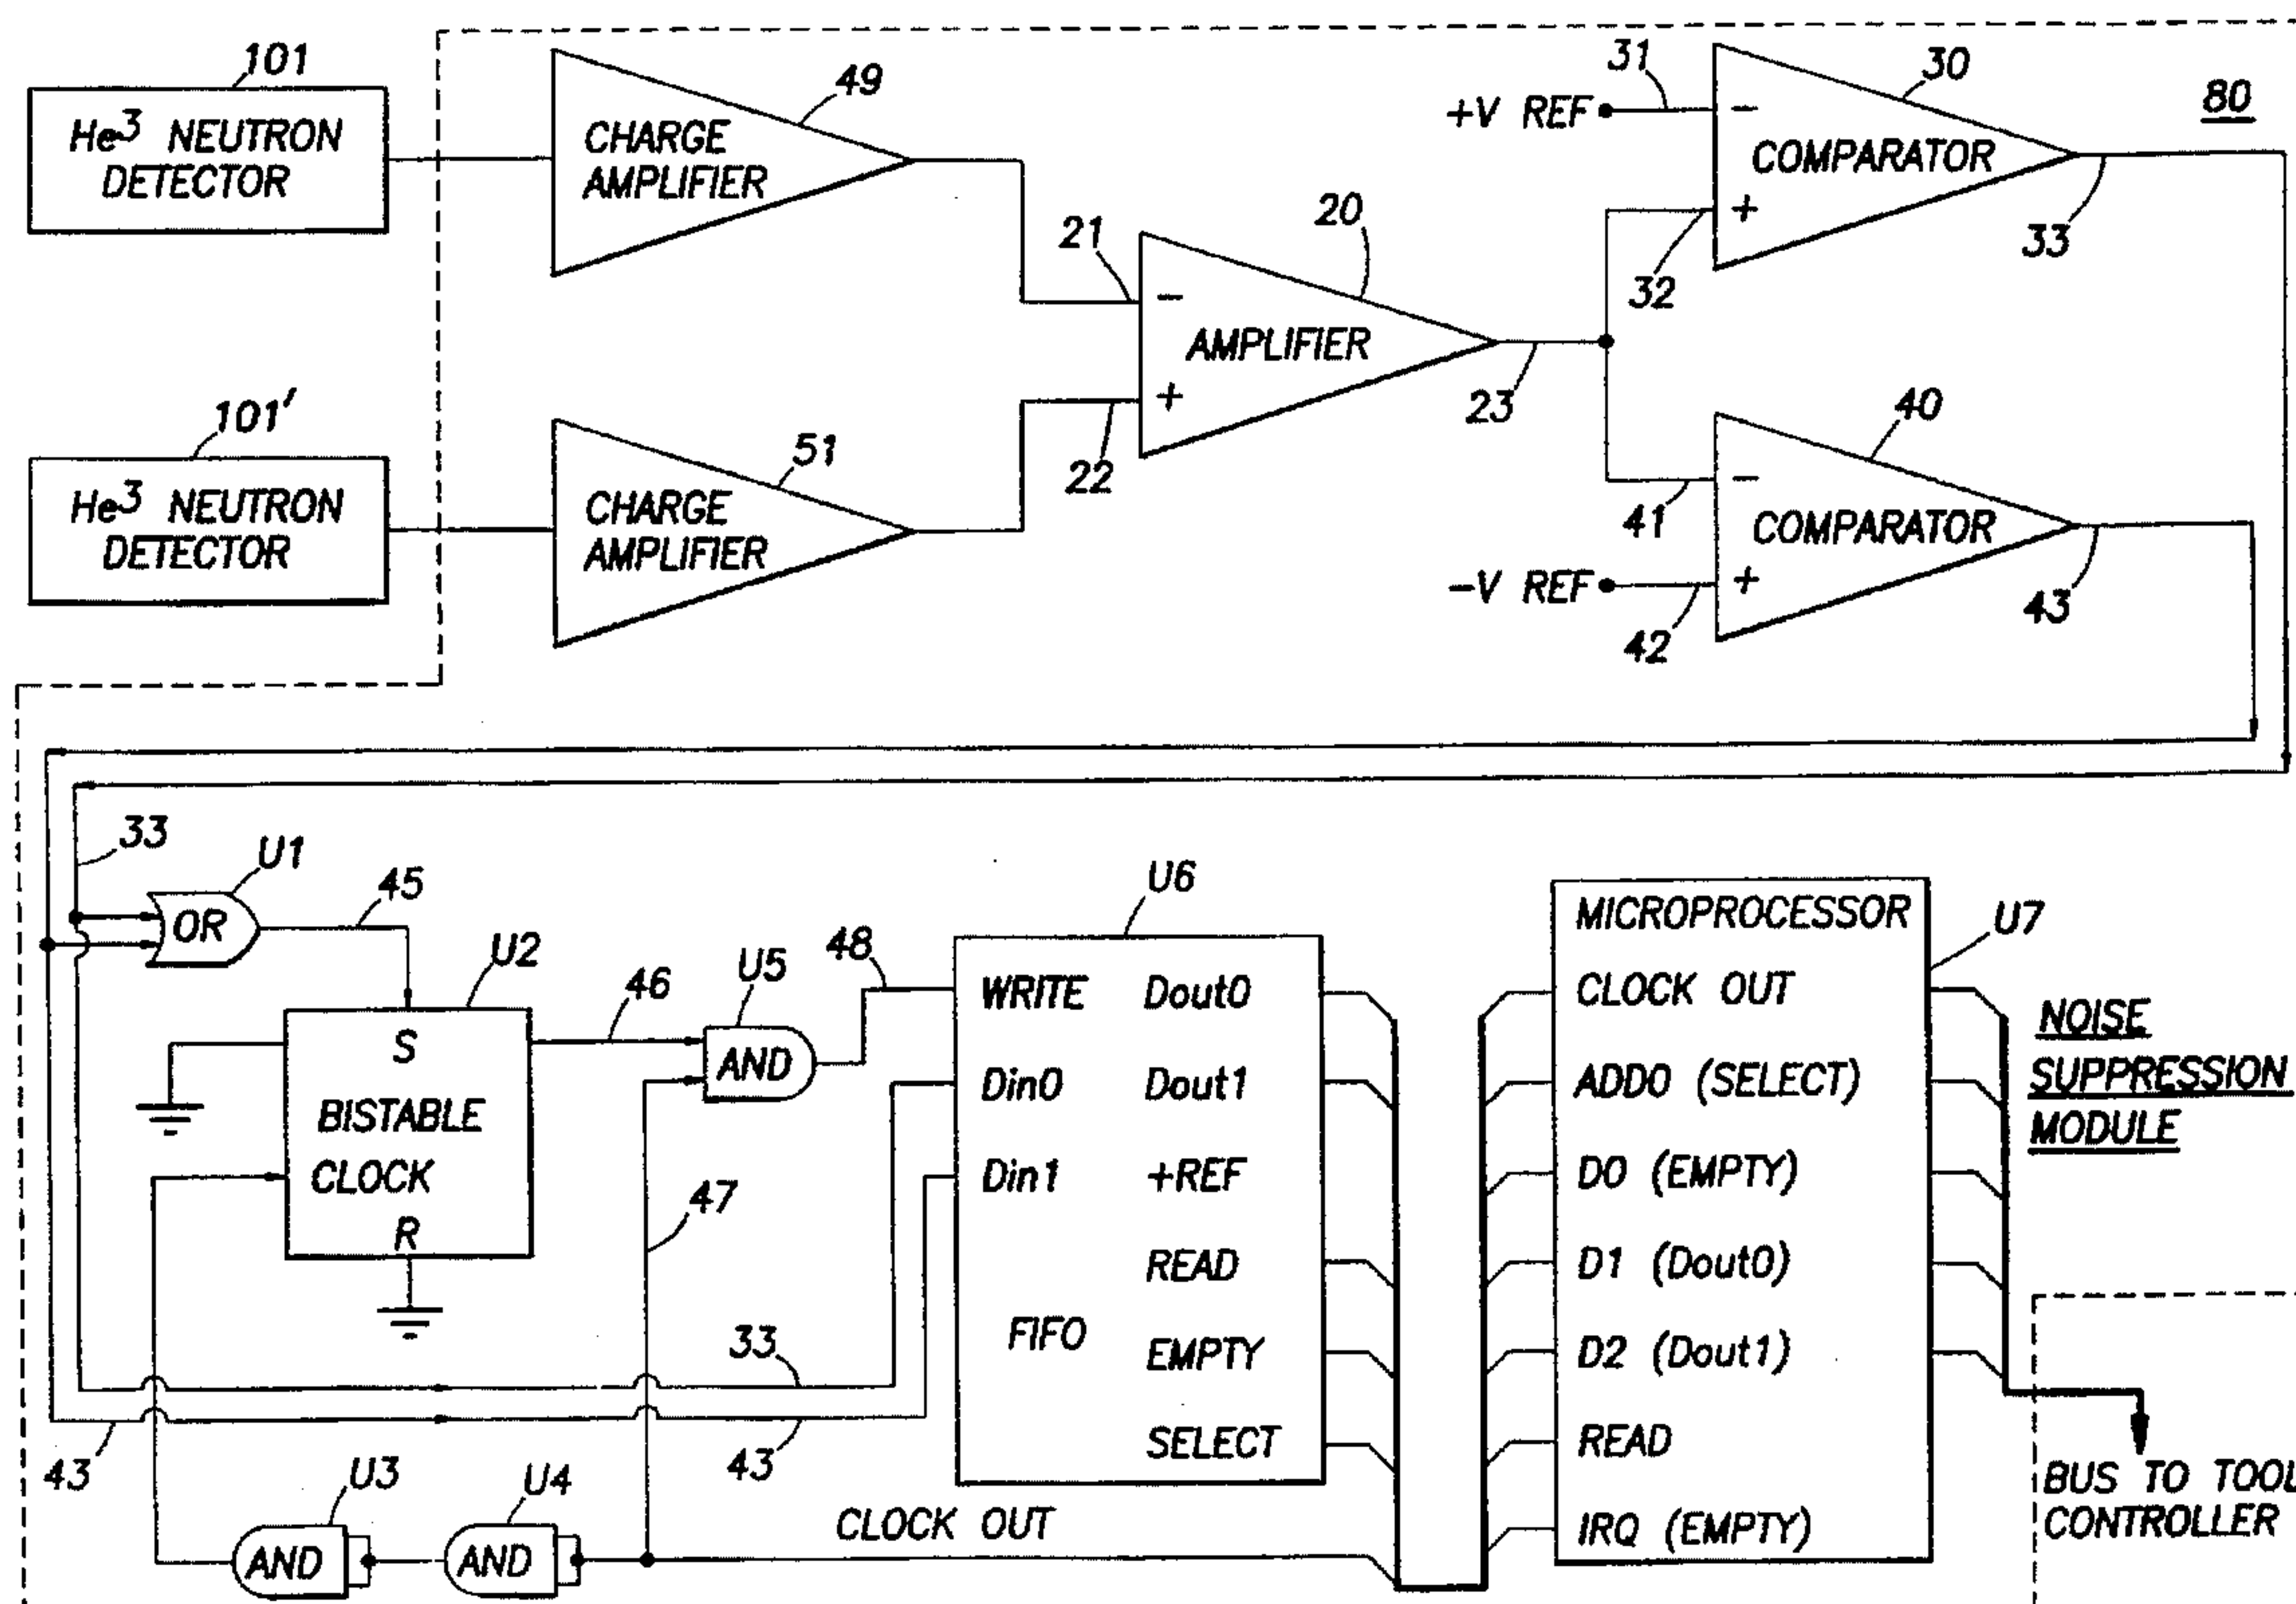 101
He3 NEUTRON
DETECTOR
49
CHARGE
AMPLIFIER
31
+V REF
-
+
30
COMPARATOR
80
32
33
21
22
-
+
20
AMPLIFIER
23
101'
He3 NEUTRON
DETECTOR
51
CHARGE
AMPLIFIER
40
41
-
COMPARATOR
-V REF
+
42
43
33
U1
OR
45
U2
S
BISTABLE
CLOCK
R
46
U5
AND
48
47
U6
WRITE Dout0
Din0 Dout1
Din1 +REF
READ
FIFO
EMPTY
SELECT
U7
MICROPROCESSOR
CLOCK OUT
ADD0 (SELECT)
D0 (EMPTY)
D1 (Dout0)
D2 (Dout1)
READ
IRQ (EMPTY)
NOISE
SUPPRESSION
MODULE
33
43
43
U3
AND
U4
AND
CLOCK OUT
BUS TO TOOL
CONTROLLER